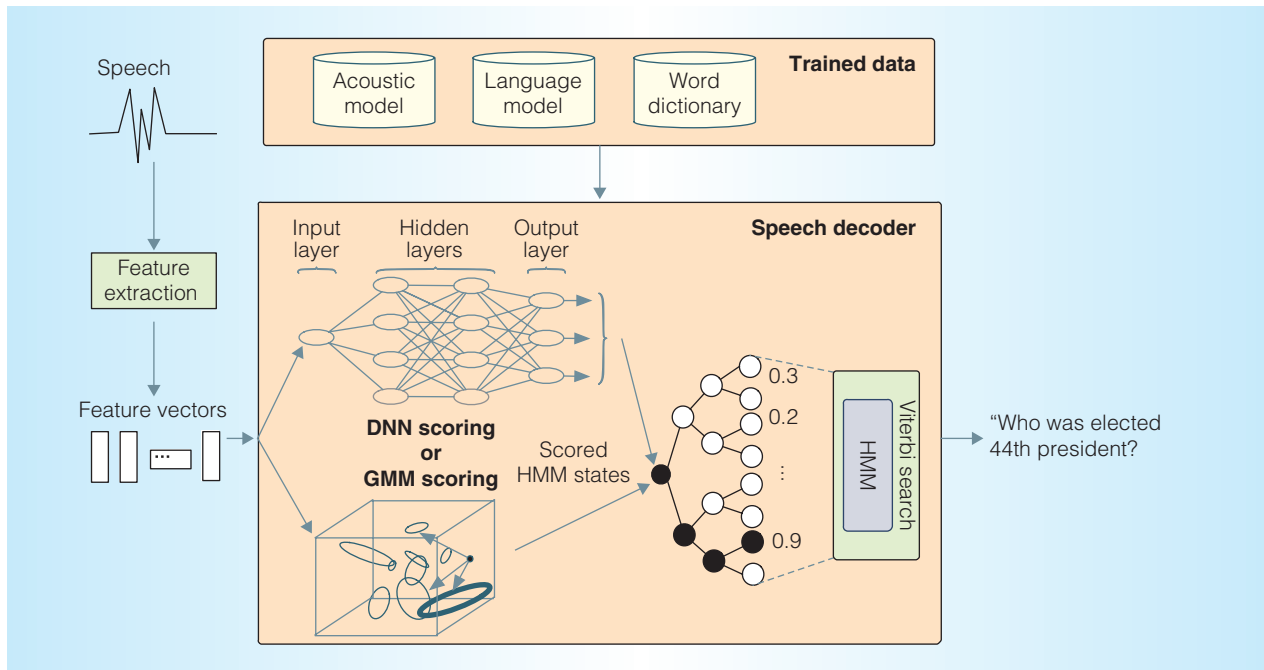 Speech
Acoustic
model
Language
model
Word
dictionary
Trained data
Feature
extraction
Feature vectors
...
Input
layer
Hidden
layers
Output
layer
Speech decoder
DNN scoring
or
GMM scoring
Scored
HMM states
0.3
0.2
...
0.9
HMM
Viterbi search
“Who was elected
44th president?